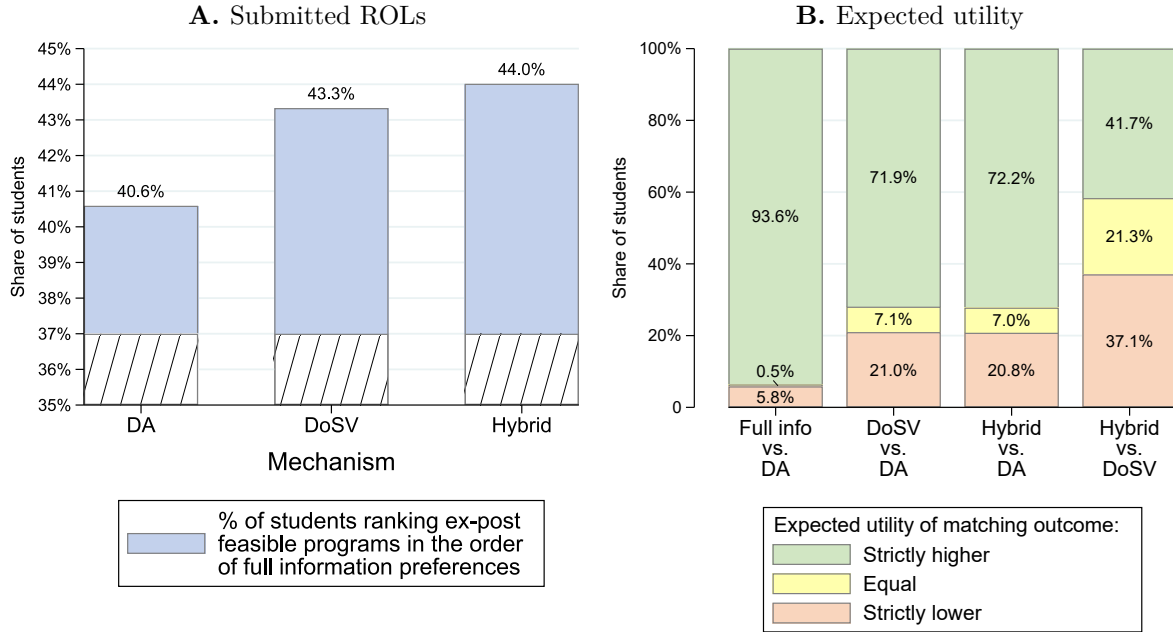 A. Submitted ROLs
45%
44%
43%
42%
41%
40%
39%
38%
37%
36%
35%
Share of students
40.6%
43.3%
44.0%
DA
DoSV
Hybrid
Mechanism
% of students ranking ex-post
feasible programs in the order
of full information preferences
B. Expected utility
100%
80%
60%
40%
20%
0
Share of students
93.6%
0.5%
5.8%
71.9%
7.1%
21.0%
72.2%
7.0%
20.8%
41.7%
21.3%
37.1%
Full info
vs.
DA
DoSV
vs.
DA
Hybrid
vs.
DA
Hybrid
vs.
DoSV
Expected utility of matching outcome:
Strictly higher
Equal
Strictly lower